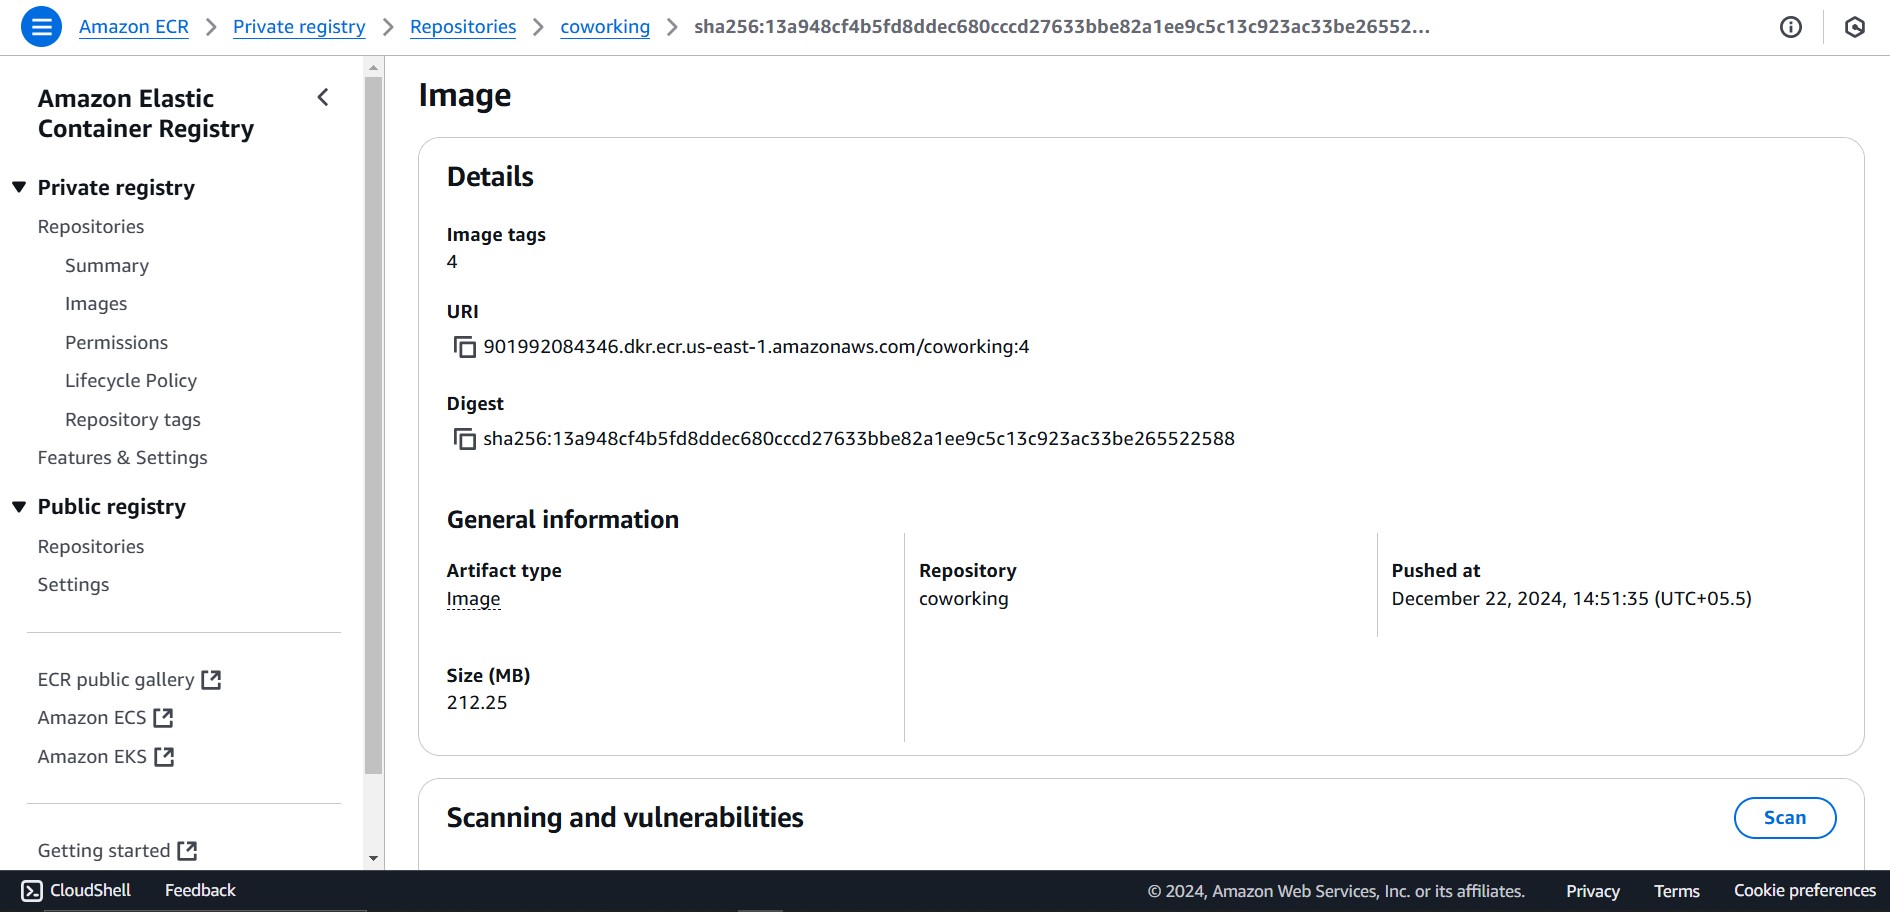 Amazon ECR > Private registry > Repositories > coworking > sha256:13a948cf4b5fd8ddec680cccd27633bbe82a1ee9c5c13c923ac33be26552...
Amazon Elastic
Container Registry
Private registry
Repositories
Summary
Images
Permissions
Lifecycle Policy
Repository tags
Features & Settings
Public registry
Repositories
Settings
ECR public gallery
Amazon ECS
Amazon EKS
Getting started
Image
Details
Image tags
4
URI
901992084346.dkr.ecr.us-east-1.amazonaws.com/coworking:4
Digest
sha256:13a948cf4b5fd8ddec680cccd27633bbe82a1ee9c5c13c923ac33be265522588
General information
Artifact type
Image
Repository
coworking
Pushed at
December 22, 2024, 14:51:35 (UTC+05.5)
Size (MB)
212.25
Scanning and vulnerabilities
Scan
CloudShell Feedback © 2024, Amazon Web Services, Inc. or its affiliates. Privacy Terms Cookie preferences